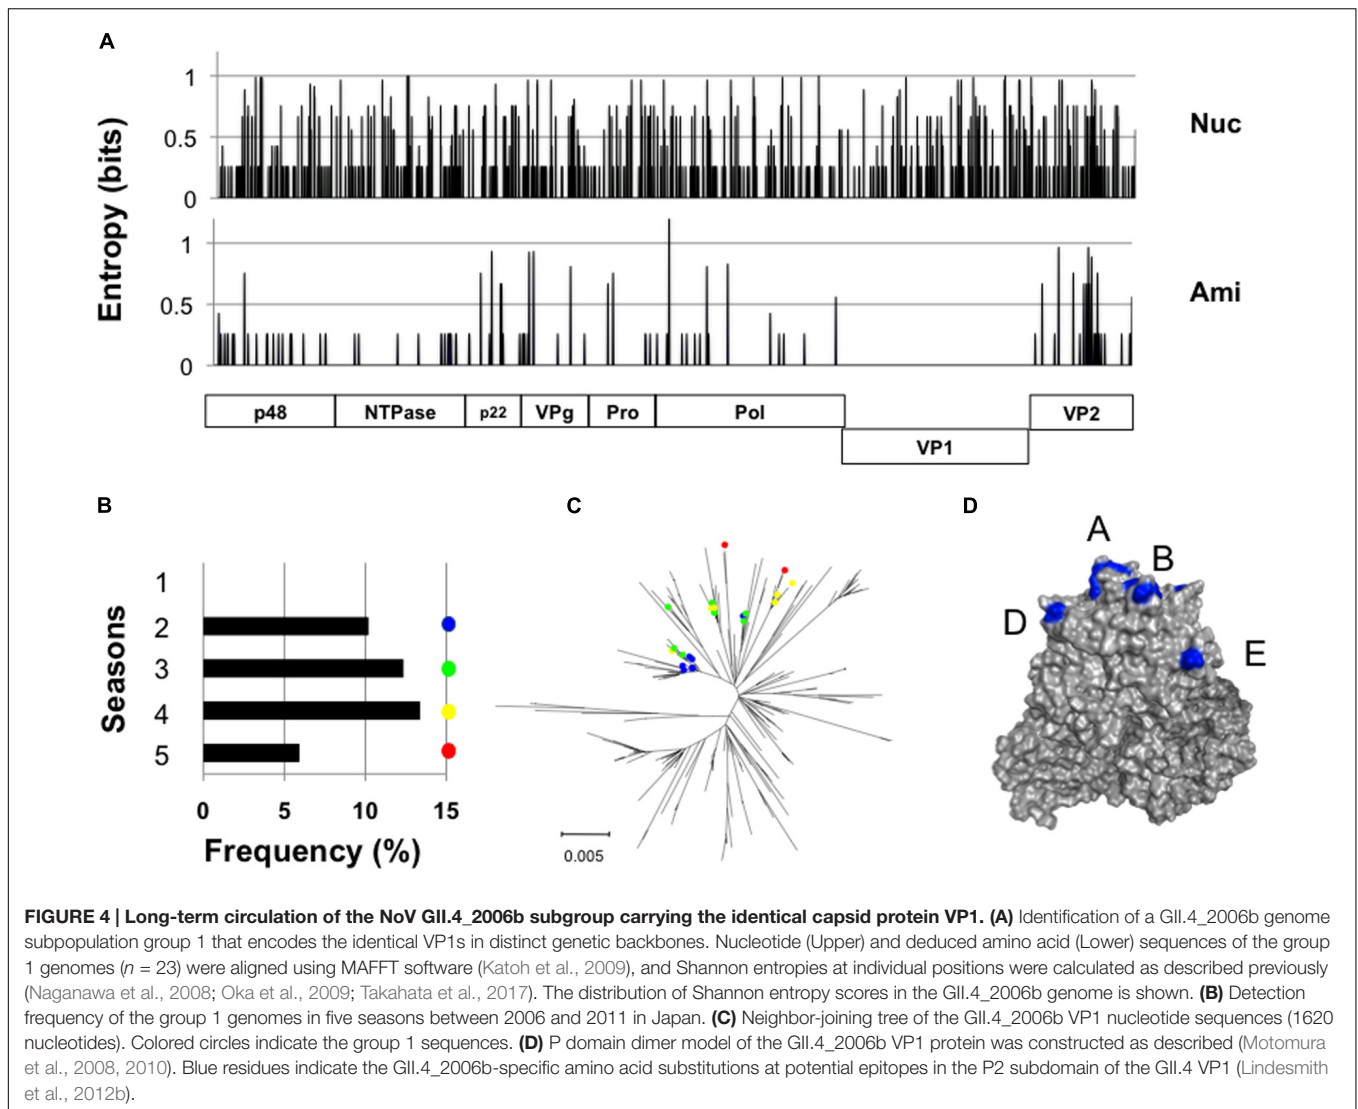 A
1
0.5
0
Nuc
Entropy (bits)
1
0.5
0
Ami
p48 NTPase p22 VPg Pro Pol VP2
VP1
B
Seasons
1
2
3
4
5
0 5 10 15
Frequency (%)
C
0.005
D
A
B
D
E
FIGURE 4 | Long-term circulation of the NoV GII.4_2006b subgroup carrying the identical capsid protein VP1. (A) Identification of a GII.4_2006b genome
subpopulation group 1 that encodes the identical VP1s in distinct genetic backbones. Nucleotide (Upper) and deduced amino acid (Lower) sequences of the group
1 genomes (n = 23) were aligned using MAFFT software (Katoh et al., 2009), and Shannon entropies at individual positions were calculated as described previously
(Naganawa et al., 2008; Oka et al., 2009; Takahata et al., 2017). The distribution of Shannon entropy scores in the GII.4_2006b genome is shown. (B) Detection
frequency of the group 1 genomes in five seasons between 2006 and 2011 in Japan. (C) Neighbor-joining tree of the GII.4_2006b VP1 nucleotide sequences (1620
nucleotides). Colored circles indicate the group 1 sequences. (D) P domain dimer model of the GII.4_2006b VP1 protein was constructed as described (Motomura
et al., 2008, 2010). Blue residues indicate the GII.4_2006b-specific amino acid substitutions at potential epitopes in the P2 subdomain of the GII.4 VP1 (Lindesmith
et al., 2012b).